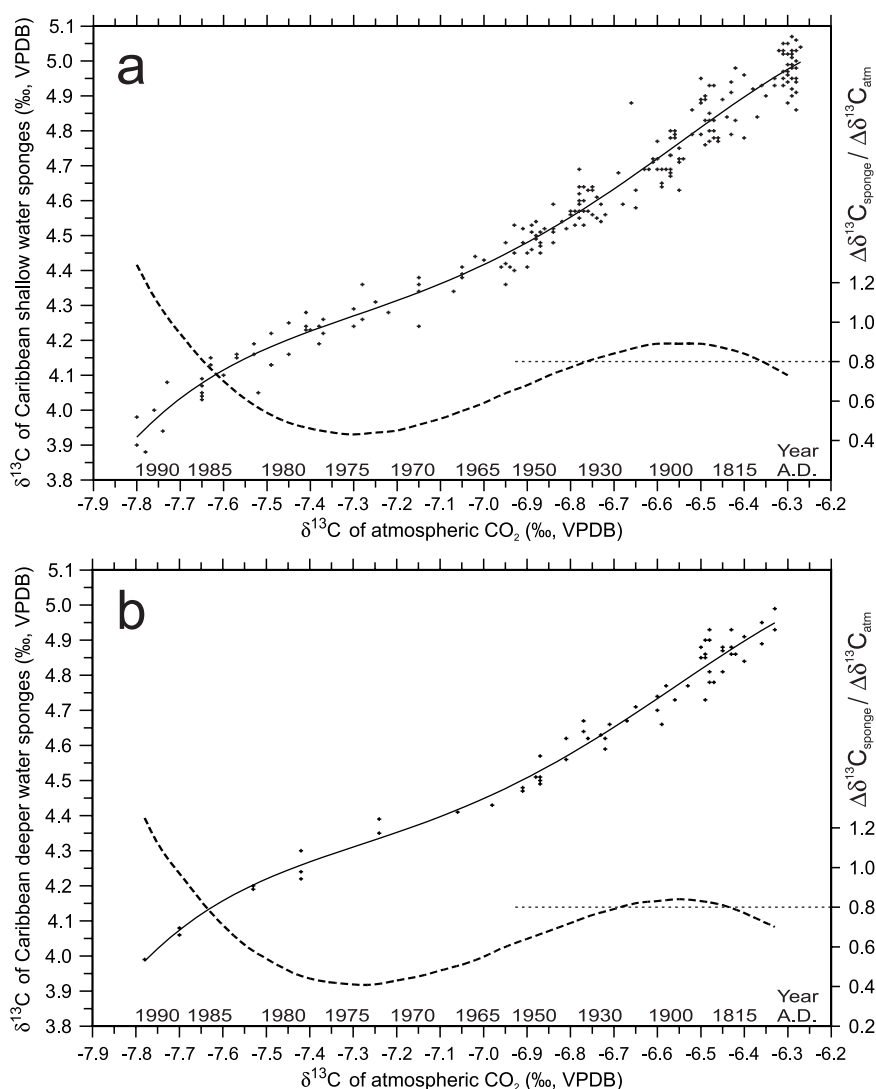 a
δ13C of Caribbean shallow water sponges (‰, VPDB)
5.1
5.0
4.9
4.8
4.7
4.6
4.5
4.4
4.3
4.2
4.1
4.0
3.9
3.8
Δδ13Csponge / Δδ13Catm
1.2
1.0
0.8
0.6
0.4
Year
1990 1985 1980 1975 1970 1965 1950 1930 1900 1815 A.D.
-7.9 -7.8 -7.7 -7.6 -7.5 -7.4 -7.3 -7.2 -7.1 -7.0 -6.9 -6.8 -6.7 -6.6 -6.5 -6.4 -6.3 -6.2
δ13C of atmospheric CO2 (‰, VPDB)
b
δ13C of Caribbean deeper water sponges (‰, VPDB)
5.1
5.0
4.9
4.8
4.7
4.6
4.5
4.4
4.3
4.2
4.1
4.0
3.9
3.8
Δδ13Csponge / Δδ13Catm
1.2
1.0
0.8
0.6
0.4
0.2
Year
1990 1985 1980 1975 1970 1965 1950 1930 1900 1815 A.D.
-7.9 -7.8 -7.7 -7.6 -7.5 -7.4 -7.3 -7.2 -7.1 -7.0 -6.9 -6.8 -6.7 -6.6 -6.5 -6.4 -6.3 -6.2
δ13C of atmospheric CO2 (‰, VPDB)